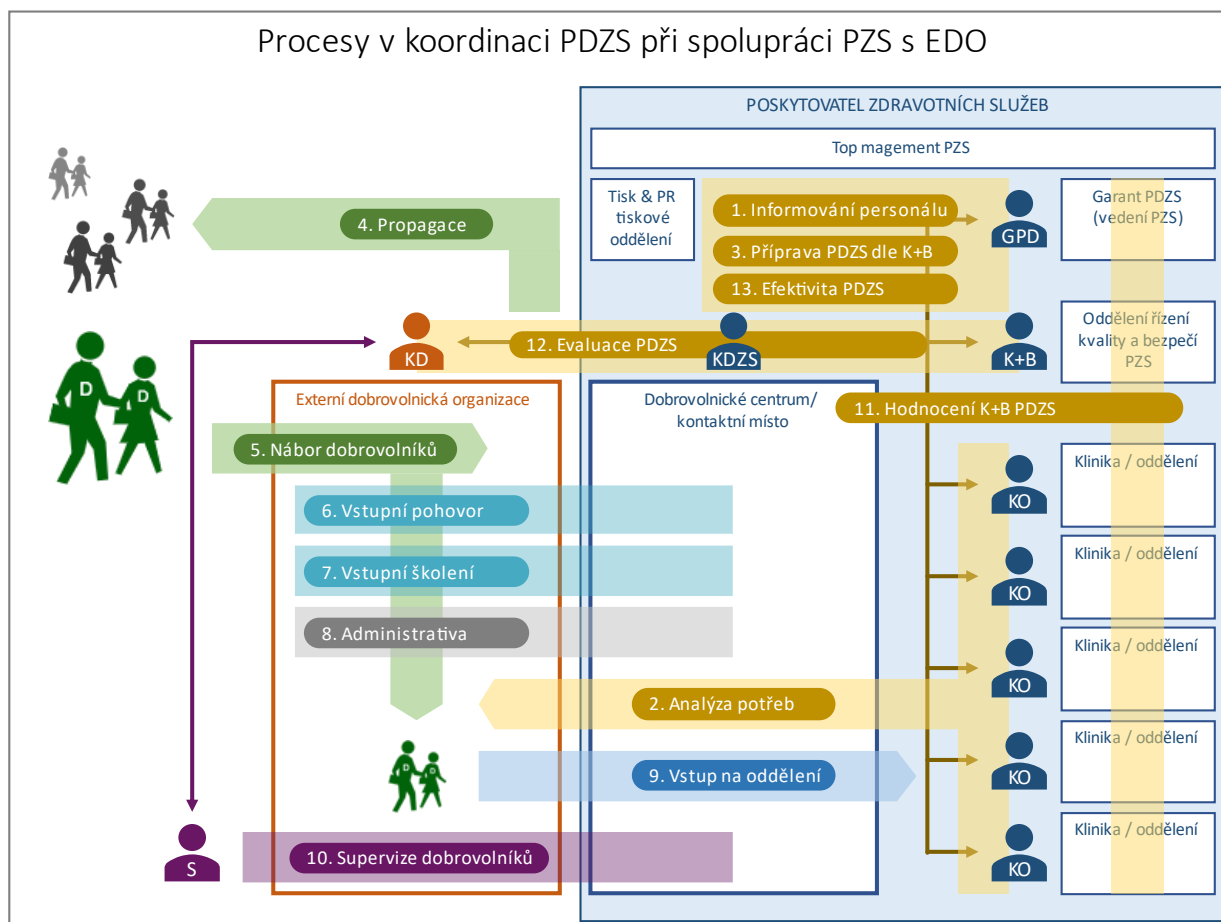 Procesy v koordinaci PDZS při spolupráci PZS s EDO
POSKYTOVATEL ZDRAVOTNÍCH SLUŽEB
Top magement PZS
Tisk & PR
tiskové
oddělení
1. Informování personálu
GPD
Garant PDZS
(vedení PZS)
4. Propagace
3. Příprava PDZS dle K+B
13. Efektivita PDZS
KD
12. Evaluace PDZS
KDZS
K+B
Oddělení řízení
kvality a bezpečí
PZS
D
D
Externí dobrovolnická organizace
Dobrovolnické centrum/
kontaktní místo
11. Hodnocení K+B PDZS
5. Nábor dobrovolníků
KO
Klinika / oddělení
6. Vstupní pohovor
7. Vstupní školení
KO
Klinika / oddělení
8. Administrativa
KO
Klinika / oddělení
2. Analýza potřeb
D
D
9. Vstup na oddělení
KO
Klinika / oddělení
S
10. Supervize dobrovolníků
KO
Klinika / oddělení